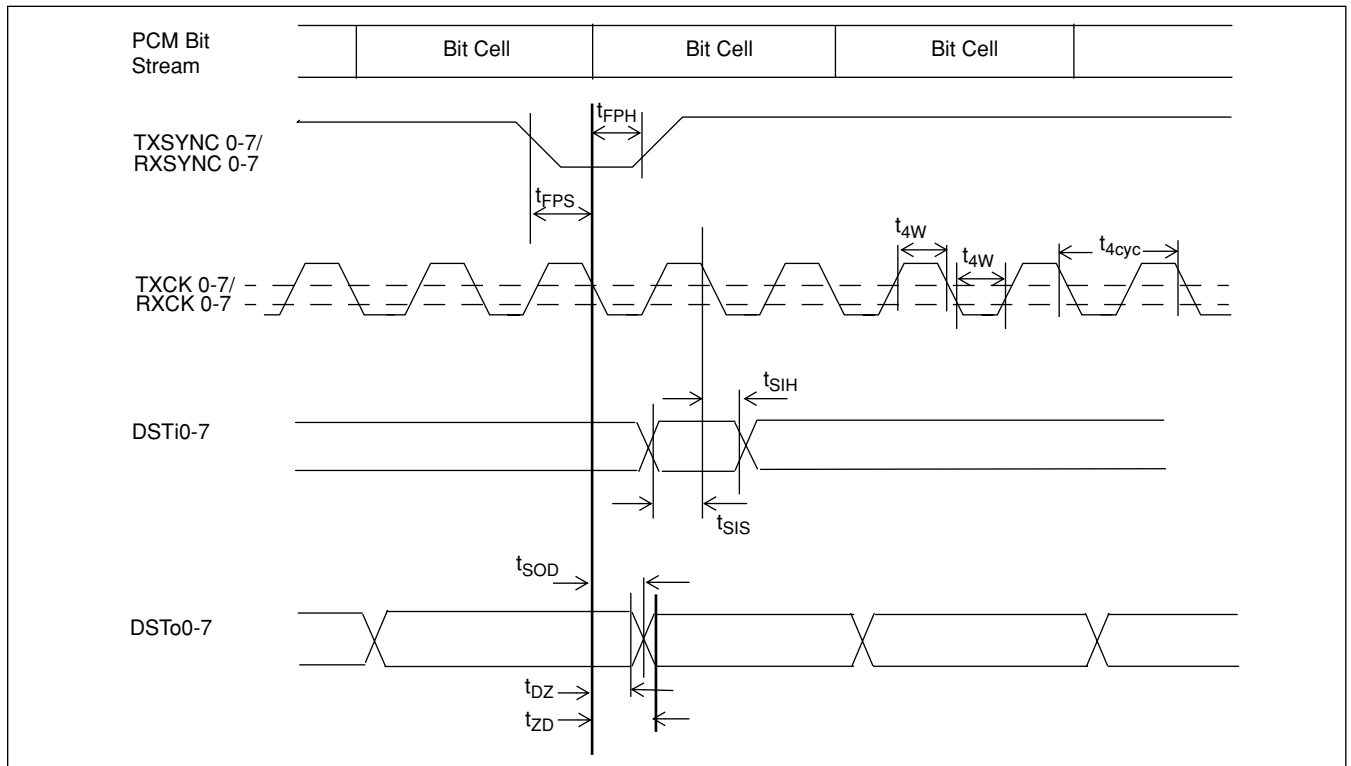 PCM Bit
Stream
Bit Cell
Bit Cell
Bit Cell
TXSYNC 0-7/
RXSYNC 0-7
tFPH
tFPS
TXCK 0-7/
RXCK 0-7
t4W
t4W
t4cyc
DSTi0-7
tSIH
tSIS
tSOD
DSTo0-7
tDZ
tZD